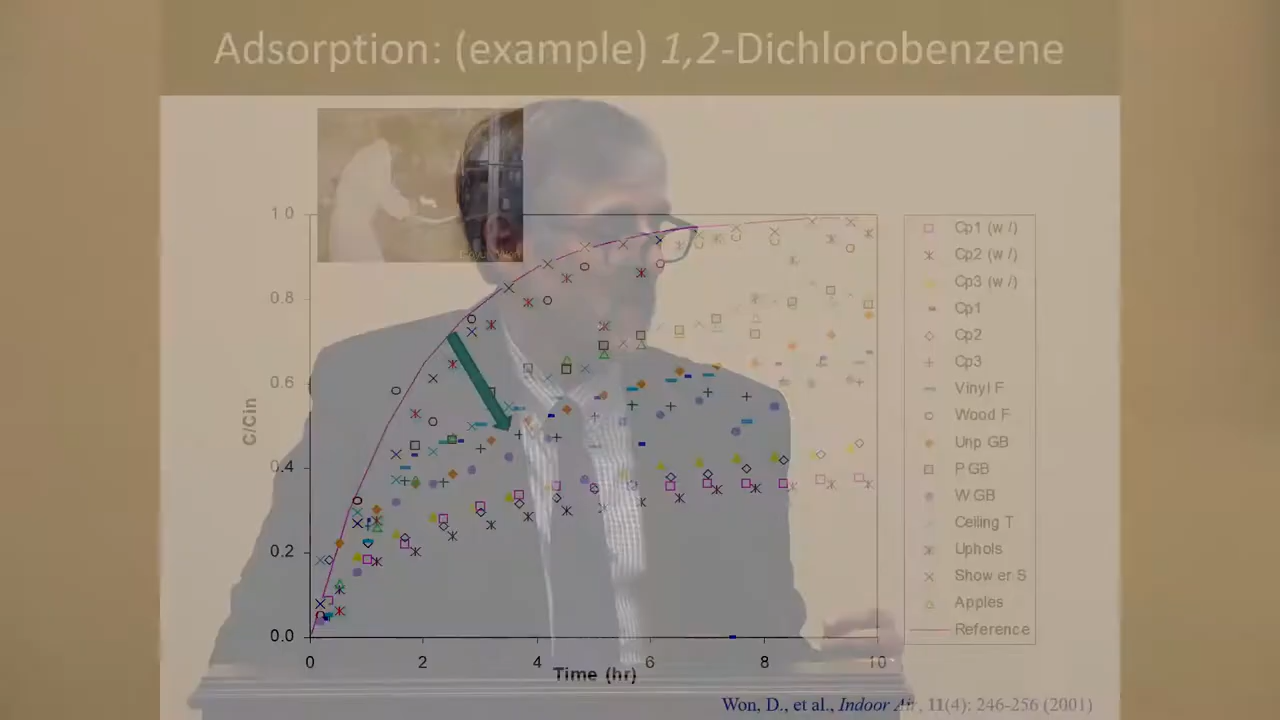 Adsorption: (example) 1,2-Dichlorobenzene
1.0
0.8
0.6
0.4
0.2
0.0
C/Cin
0 2 4 6 8 10
Time (hr)
Cp1 (w /)
Cp2 (w /)
Cp3 (w /)
Cp1
Cp2
Cp3
Vinyl F
Wood F
Unp GB
P GB
W GB
Ceiling T
Uphols
Show er S
Apples
Reference
Won, D., et al., Indoor Air, 11(4): 246-256 (2001)